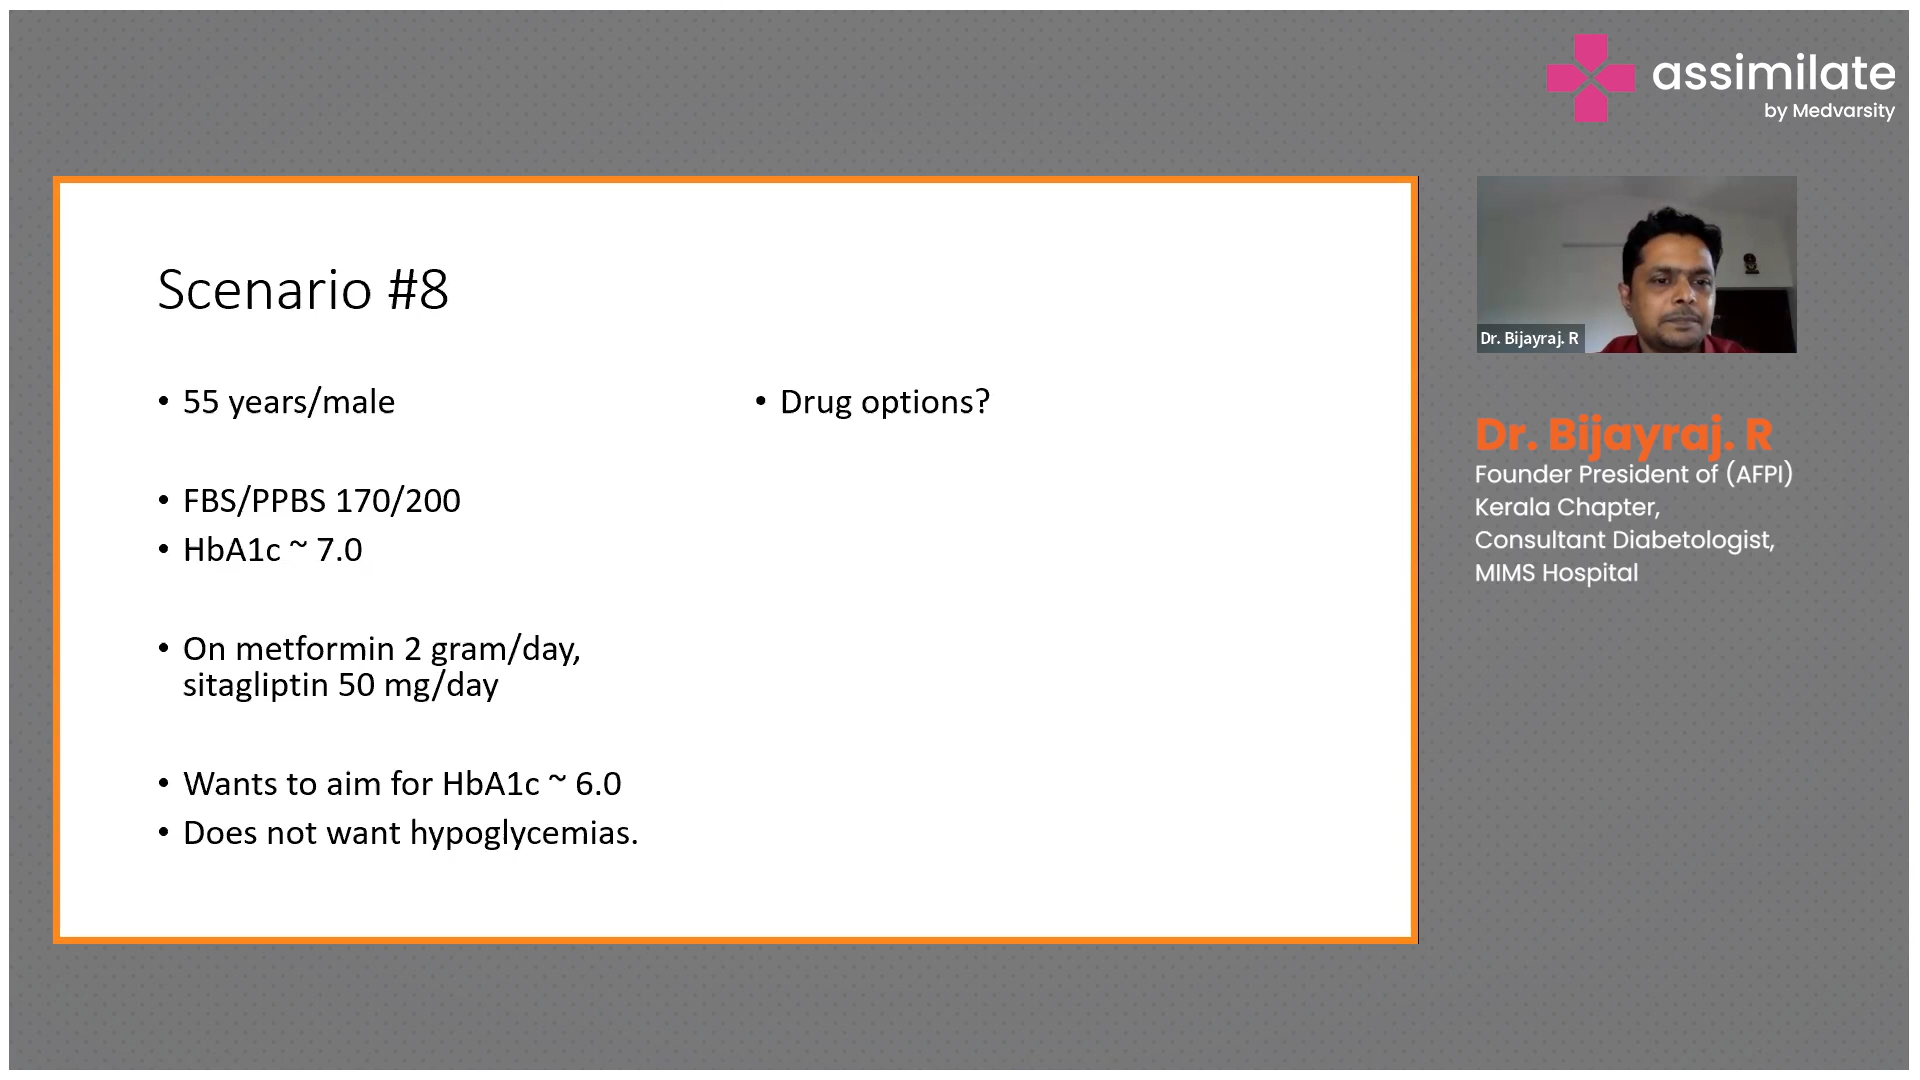 assimilate
by Medvarsity
Scenario #8
• 55 years/male
• FBS/PPBS 170/200
• HbA1c ~ 7.0
• On metformin 2 gram/day,
sitagliptin 50 mg/day
• Wants to aim for HbA1c ~ 6.0
• Does not want hypoglycemias.
• Drug options?
Dr. Bijayraj. R
Dr. Bijayraj. R
Founder President of (AFPI)
Kerala Chapter,
Consultant Diabetologist,
MIMS Hospital